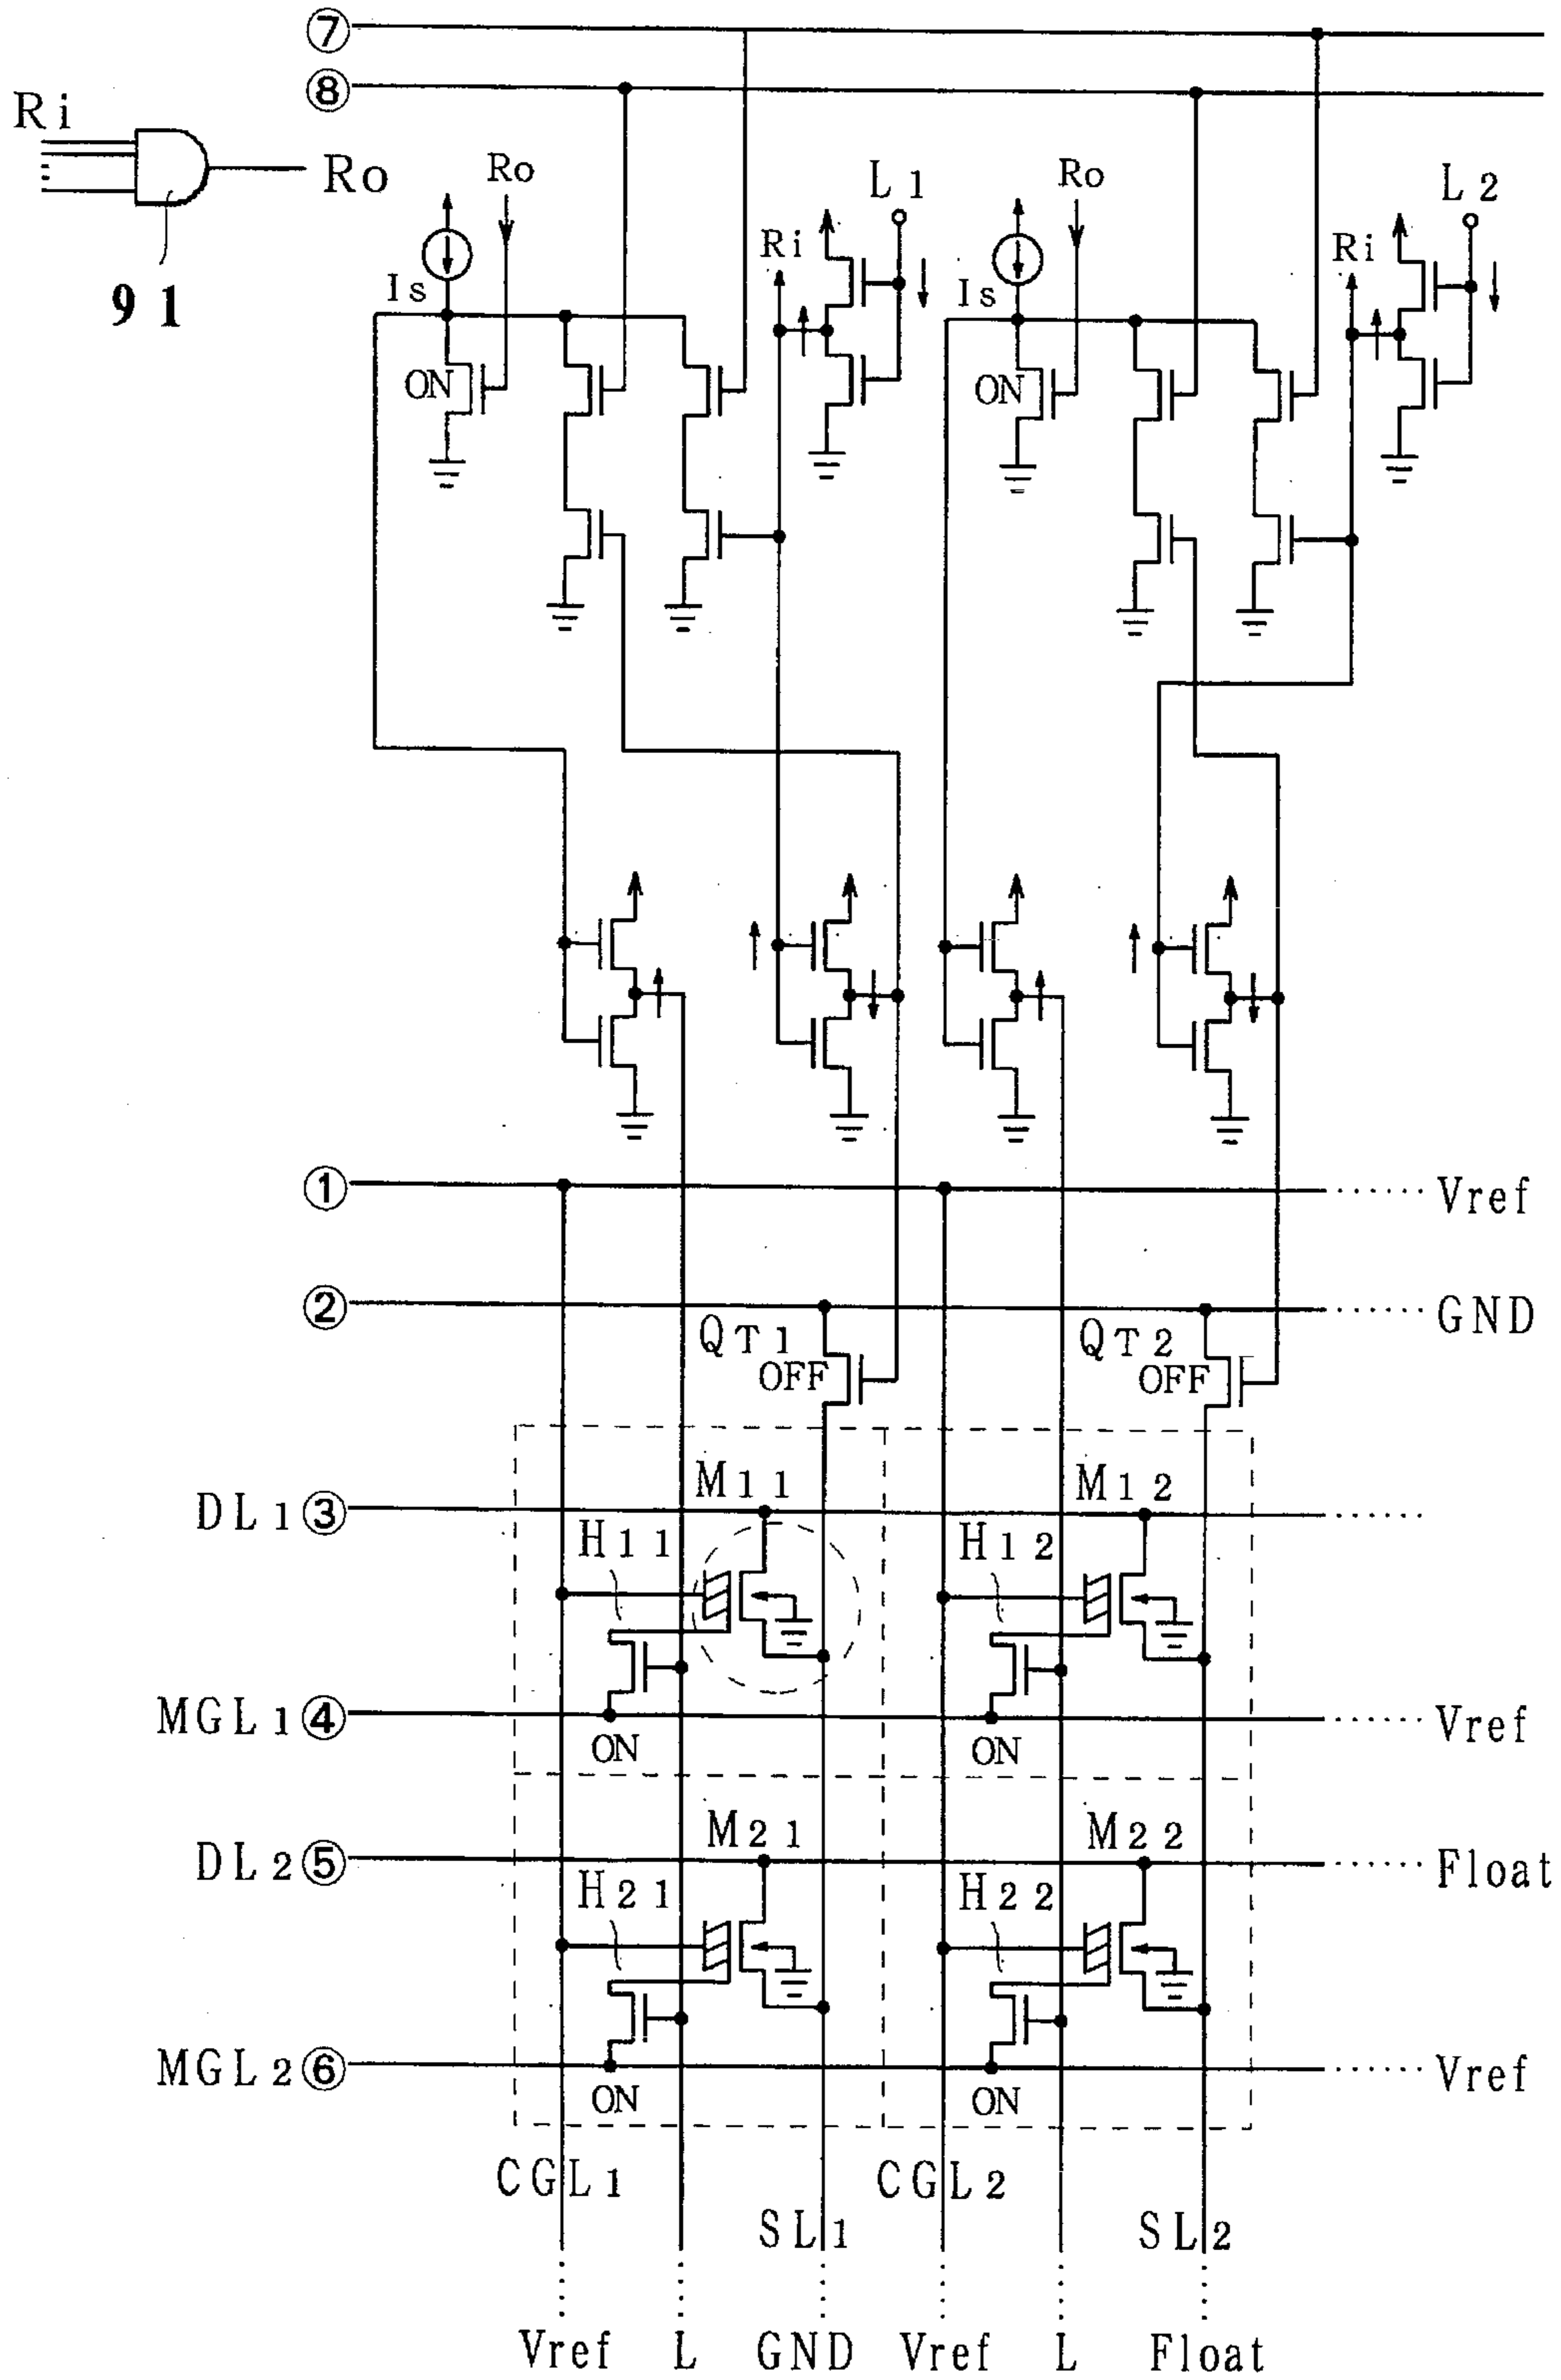 ⑦
⑧
Ri
Ro
91
Ro
L1
Ro
L2
Ri
Ri
Is
Is
ON
ON
① Vref
② GND
QT1
QT2
OFF
OFF
M11
M12
DL1③
H11
H12
MGL1④ Vref
ON
ON
M21
M22
DL2⑤ Float
H21
H22
MGL2⑥ Vref
ON
ON
CGL1
CGL2
SL1
SL2
Vref L GND Vref L Float